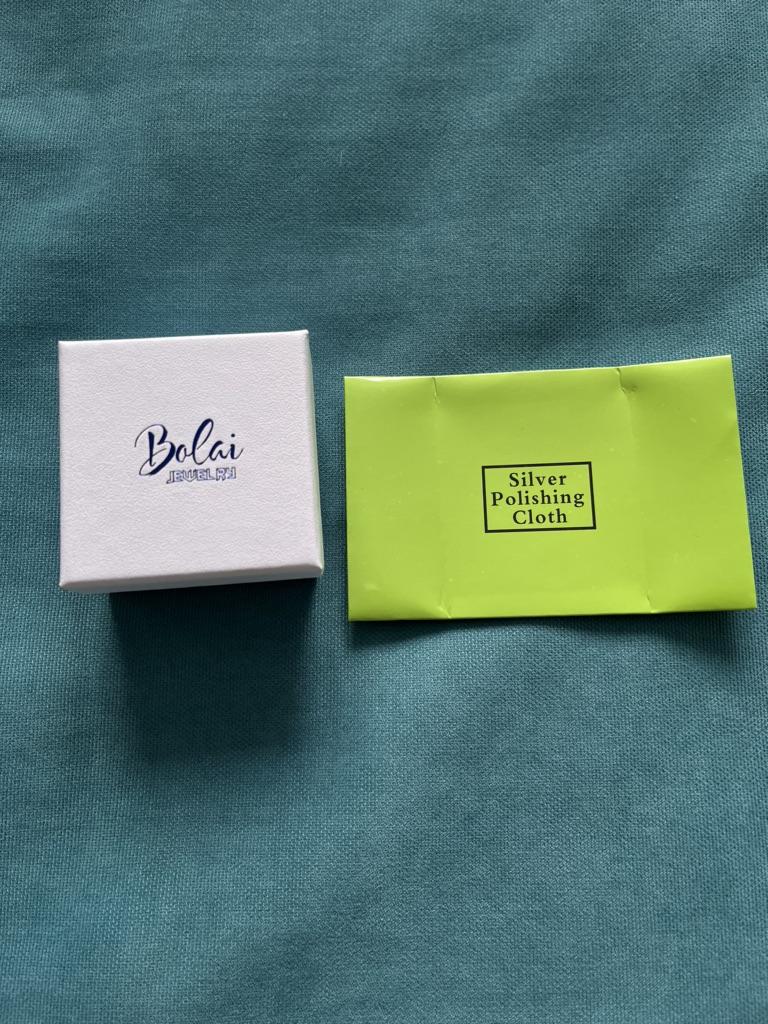 Bolai
JEWELRY
Silver
Polishing
Cloth